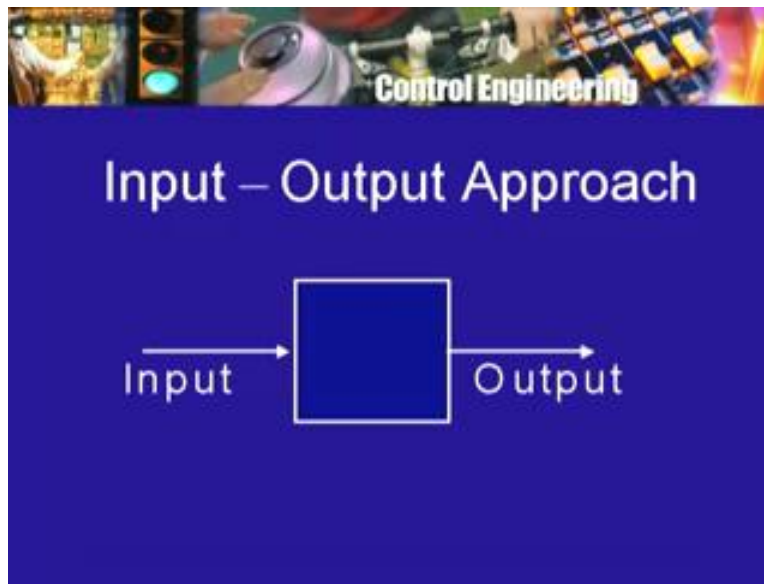 Control Engineering
Input – Output Approach
Input
Output